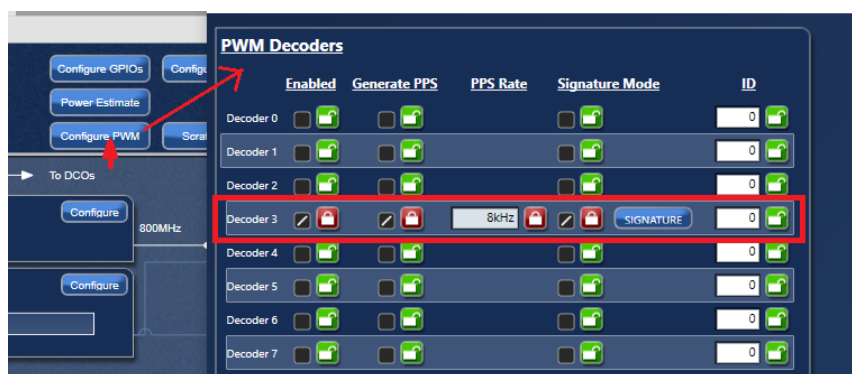 PWM Decoders
Configure GPIOs Configu
Enabled Generate PPS PPS Rate Signature Mode ID
Power Estimate
Decoder 0 0
Configure PWM Scrat
Decoder 1 0
To DCOs
Decoder 2 0
Configure
Decoder 3 8kHz SIGNATURE 0
800MHz
Decoder 4 0
Configure
Decoder 5 0
Decoder 6 0
Decoder 7 0